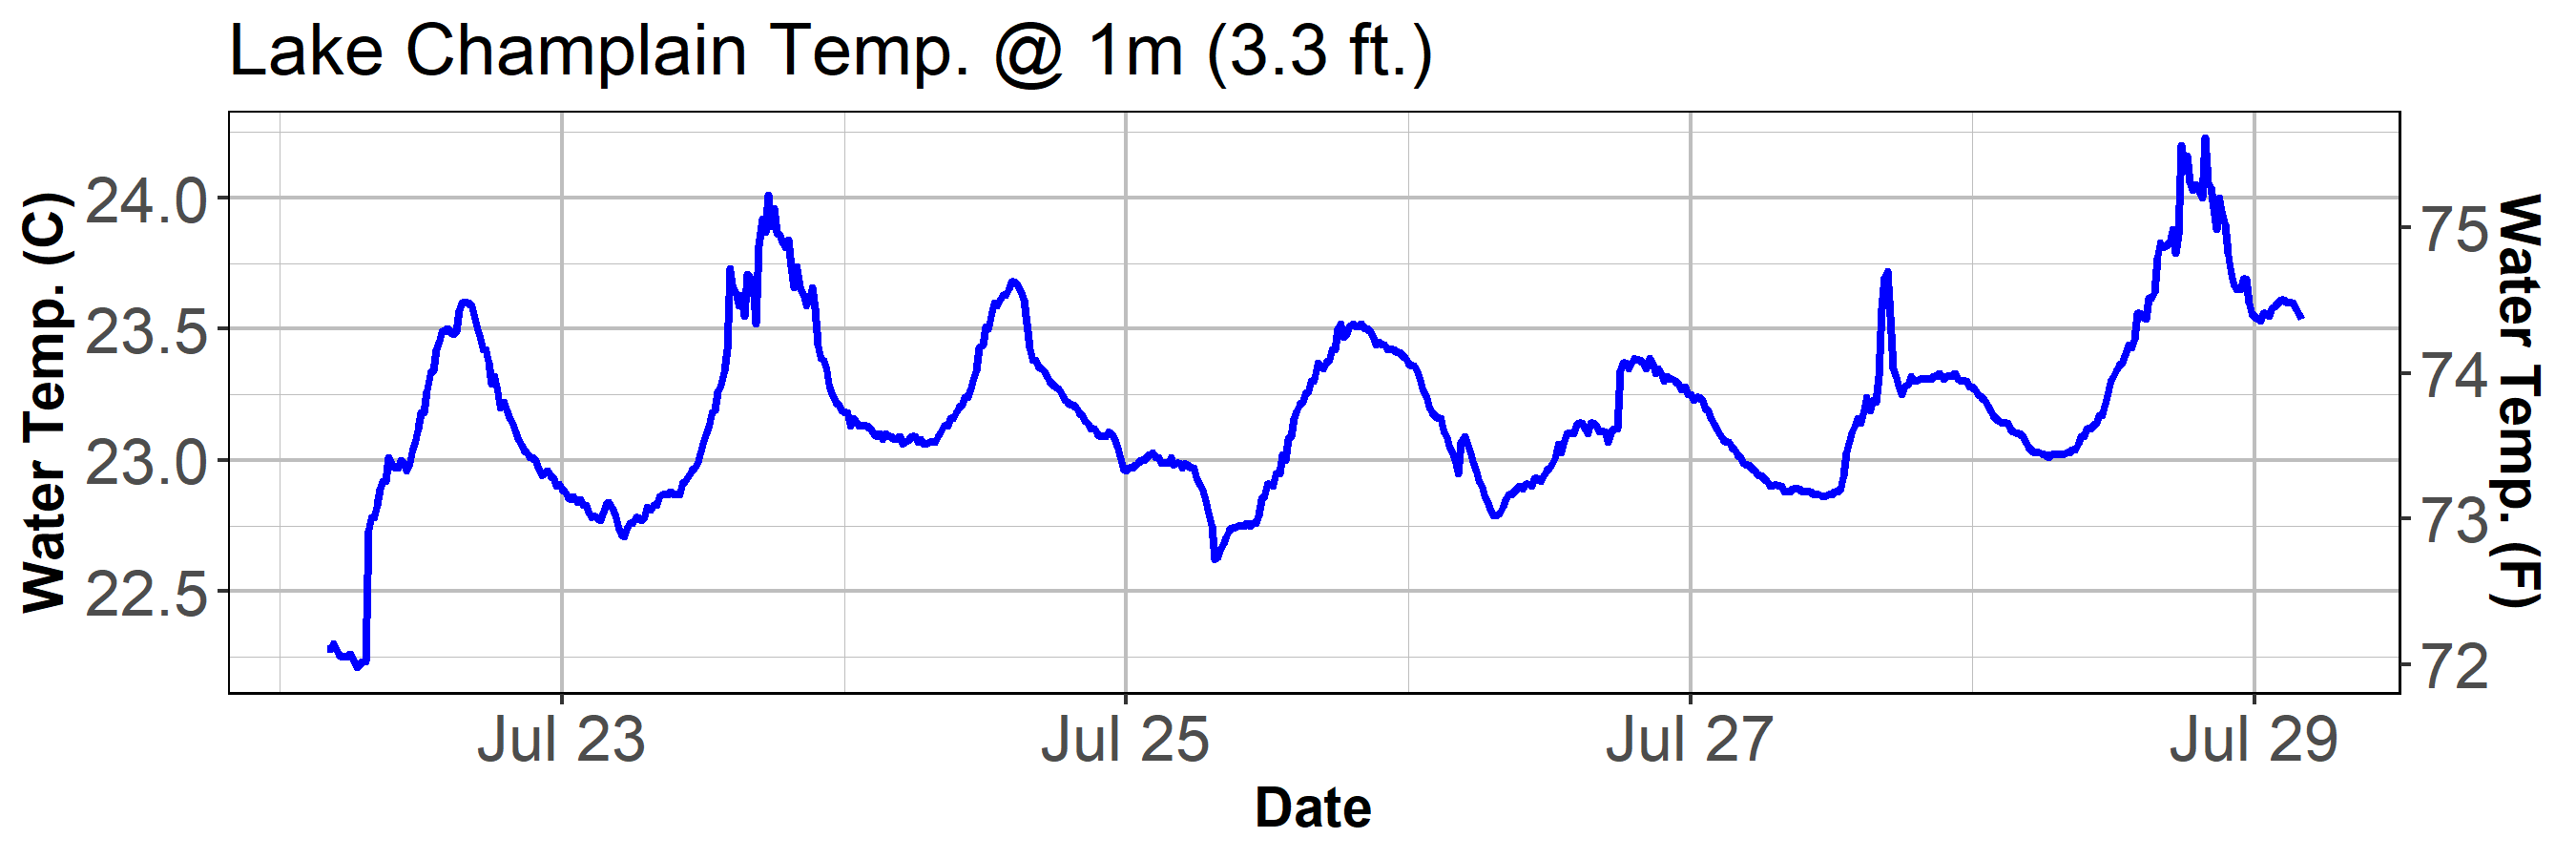 Lake Champlain Temp. @ 1m (3.3 ft.)
Water Temp. (C)
24.0
23.5
23.0
22.5
75
74
73
72
Water Temp. (F)
Jul 23
Jul 25
Jul 27
Jul 29
Date